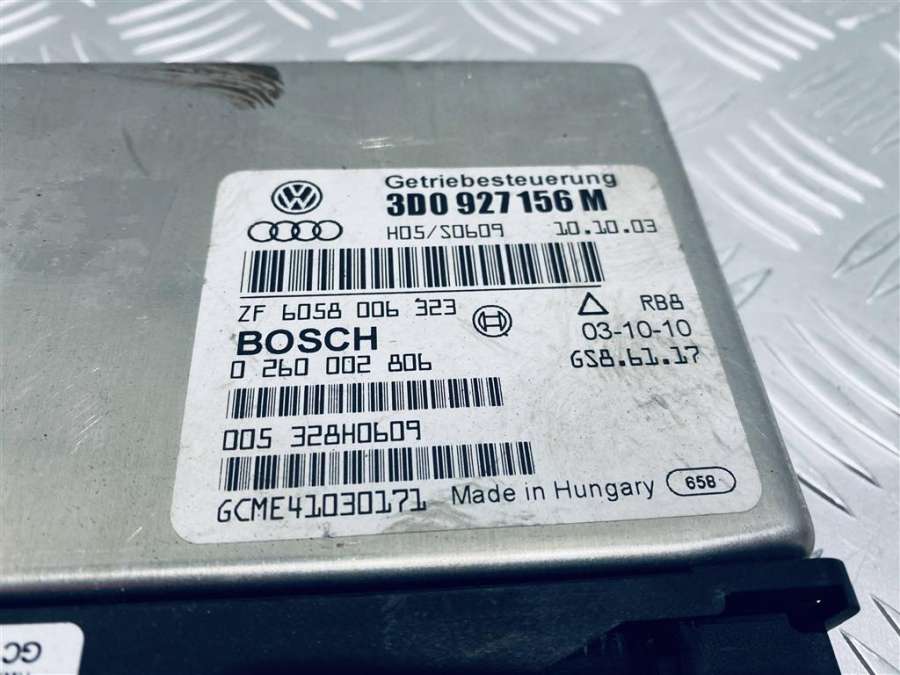 Getriebesteuerung
3D0 927 156 M
H05/S0609 10.10.03
ZF 6058 006 323
RB8
BOSCH
03-10-10
0 260 002 806
GS8.61.17
005 328H0609
GCME41030171 Made in Hungary 658
GC